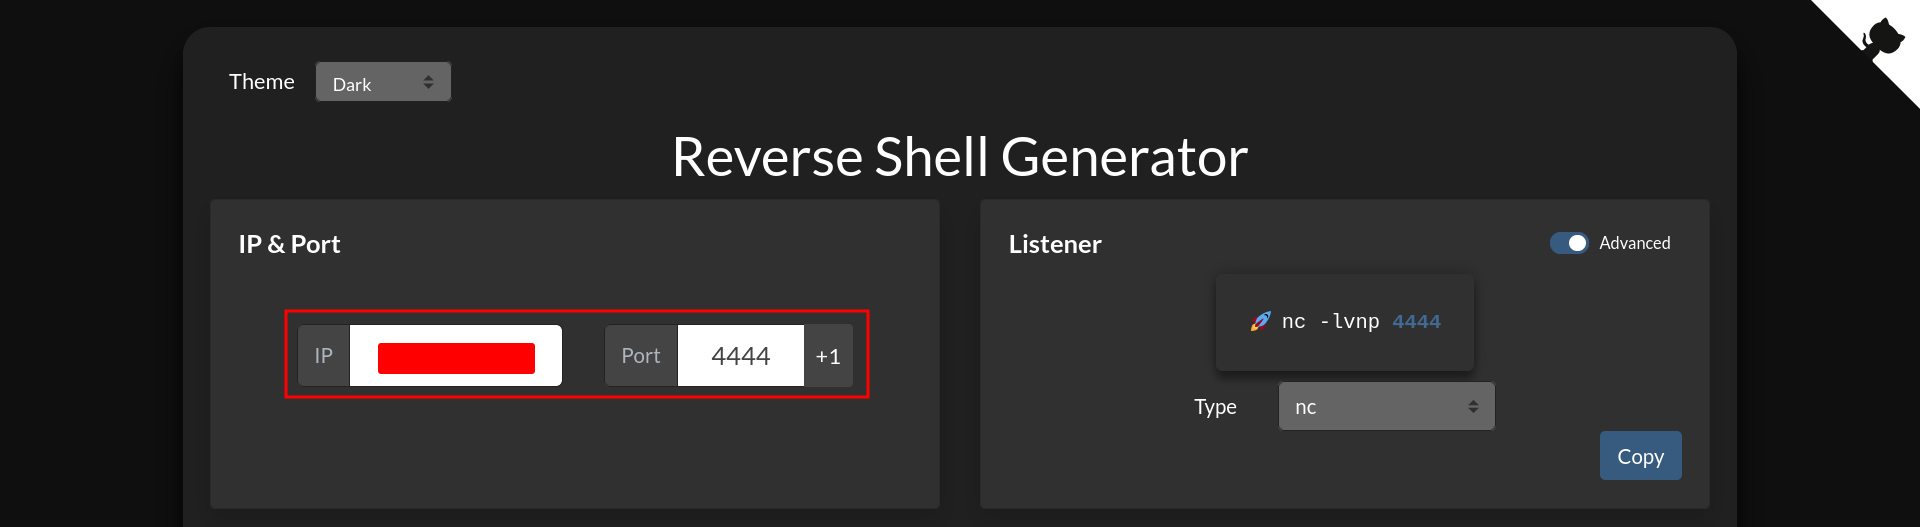 Theme Dark
Reverse Shell Generator
IP & Port
IP Port 4444 +1
Listener Advanced
nc -lvnp 4444
Type nc
Copy